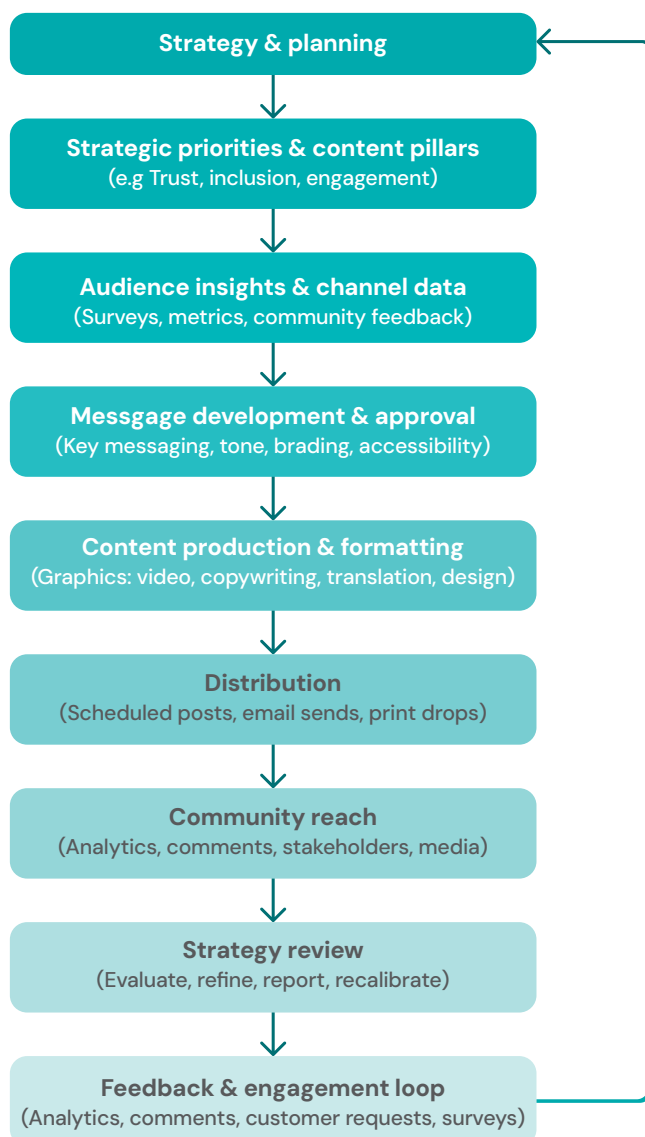 Strategy & planning
Strategic priorities & content pillars
(e.g Trust, inclusion, engagement)
Audience insights & channel data
(Surveys, metrics, community feedback)
Messgage development & approval
(Key messaging, tone, brading, accessibility)
Content production & formatting
(Graphics: video, copywriting, translation, design)
Distribution
(Scheduled posts, email sends, print drops)
Community reach
(Analytics, comments, stakeholders, media)
Strategy review
(Evaluate, refine, report, recalibrate)
Feedback & engagement loop
(Analytics, comments, customer requests, surveys)